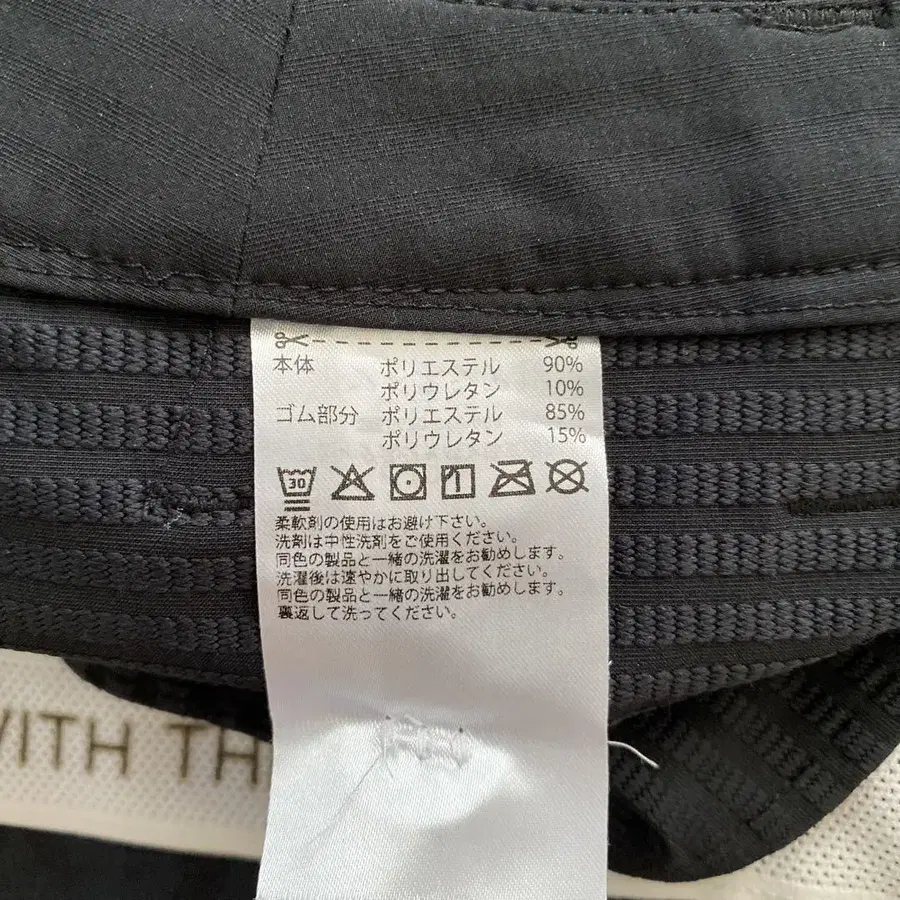 本体 ポリエステル 90%
ポリウレタン 10%
ゴム部分 ポリエステル 85%
ポリウレタン 15%
30
柔軟剤の使用はお避け下さい。
洗剤は中性洗剤をご使用ください。
同色の製品と一緒の洗濯をお勧めします。
洗濯後は速やかに取り出してください。
同色の製品と一緒の洗濯をお勧めします。
裏返して洗ってください。
WITH TH